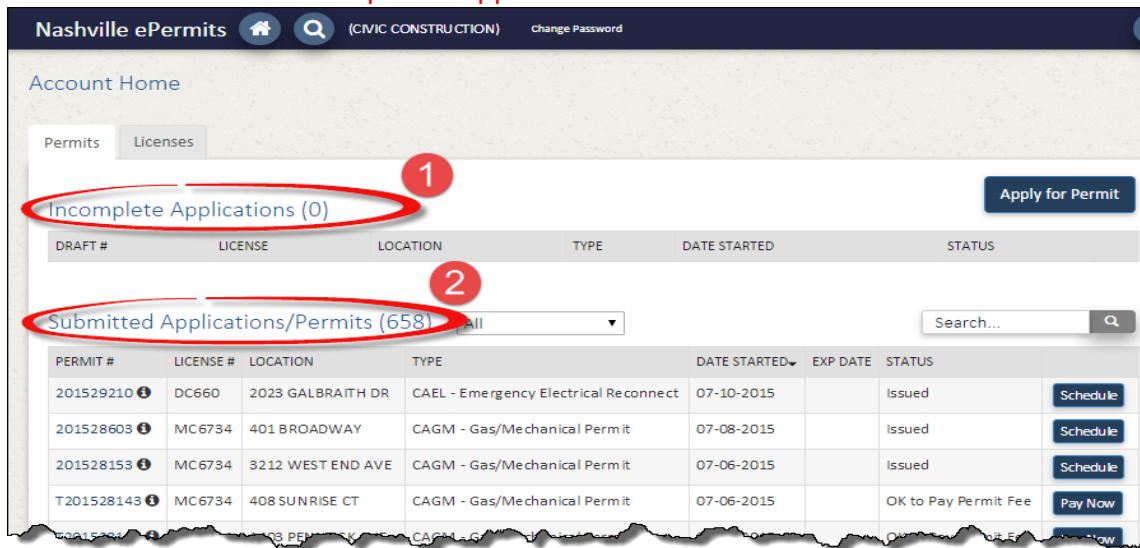 Nashville ePermits (CIVIC CONSTRUCTION) Change Password
Account Home
Permits Licenses
1
Incomplete Applications (0) Apply for Permit
DRAFT # LICENSE LOCATION TYPE DATE STARTED STATUS
2
Submitted Applications/Permits (658) All Search...
PERMIT # LICENSE # LOCATION TYPE DATE STARTED EXP DATE STATUS
201529210 DC660 2023 GALBRAITH DR CAEL - Emergency Electrical Reconnect 07-10-2015 Issued Schedule
201528603 MC6734 401 BROADWAY CAGM - Gas/Mechanical Permit 07-08-2015 Issued Schedule
201528153 MC6734 3212 WEST END AVE CAGM - Gas/Mechanical Permit 07-06-2015 Issued Schedule
T201528143 MC6734 408 SUNRISE CT CAGM - Gas/Mechanical Permit 07-06-2015 OK to Pay Permit Fee Pay Now